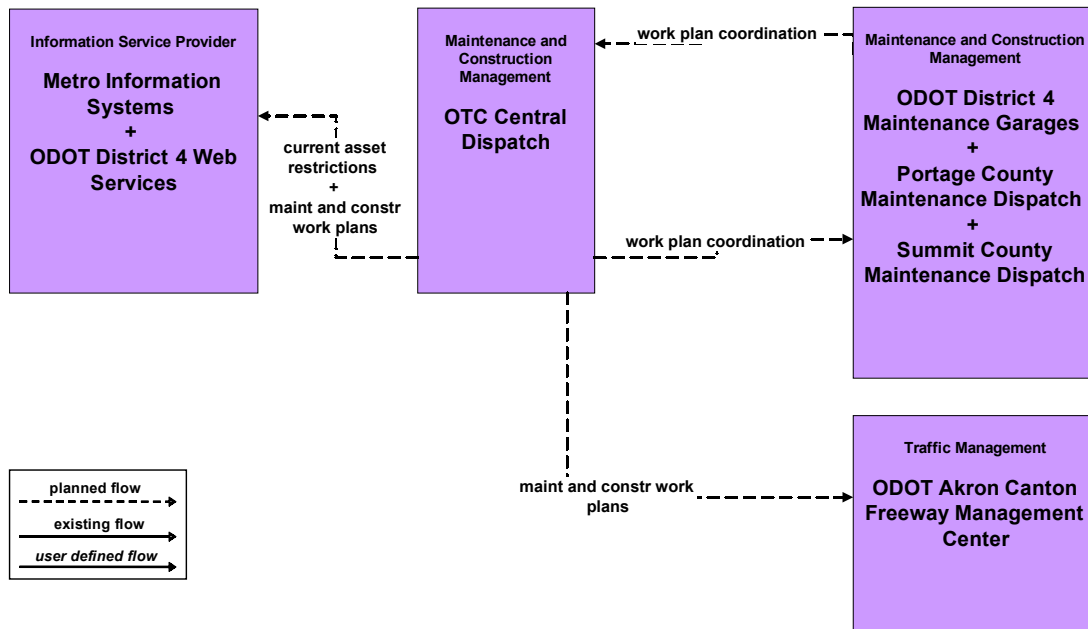 Information Service Provider
Metro Information
Systems
+
ODOT District 4 Web
Services
current asset
restrictions
+
maint and constr
work plans
Maintenance and
Construction
Management
OTC Central
Dispatch
work plan coordination
work plan coordination
Maintenance and Construction
Management
ODOT District 4
Maintenance Garages
+
Portage County
Maintenance Dispatch
+
Summit County
Maintenance Dispatch
maint and constr work
plans
Traffic Management
ODOT Akron Canton
Freeway Management
Center
planned flow
existing flow
user defined flow